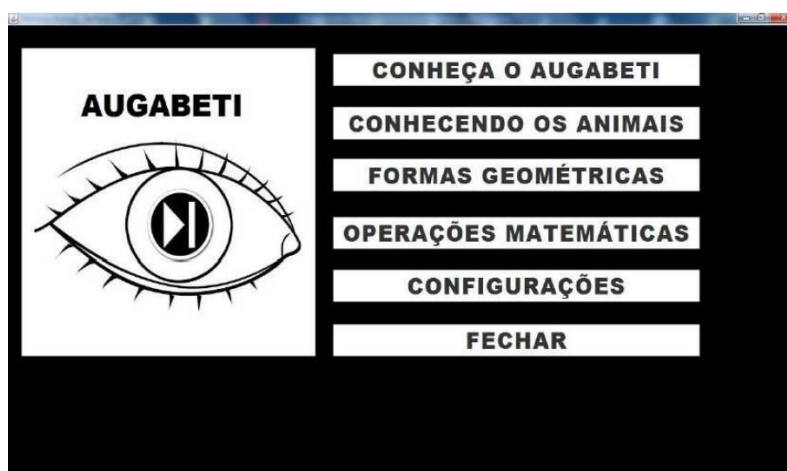 AUGABETI
CONHEÇA O AUGABETI
CONHECENDO OS ANIMAIS
FORMAS GEOMÉTRICAS
OPERAÇÕES MATEMÁTICAS
CONFIGURAÇÕES
FECHAR